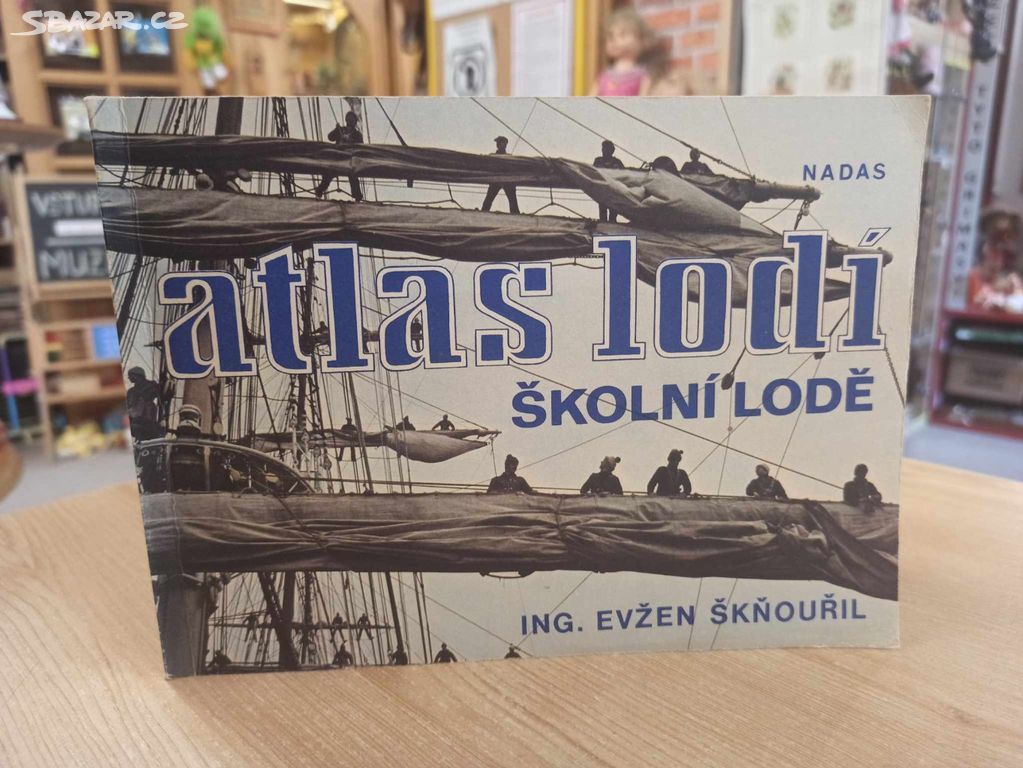 SBAZAR.CZ
NADAS
atlas lodí
ŠKOLNÍ LODĚ
ING. EVŽEN ŠKŇOUŘIL